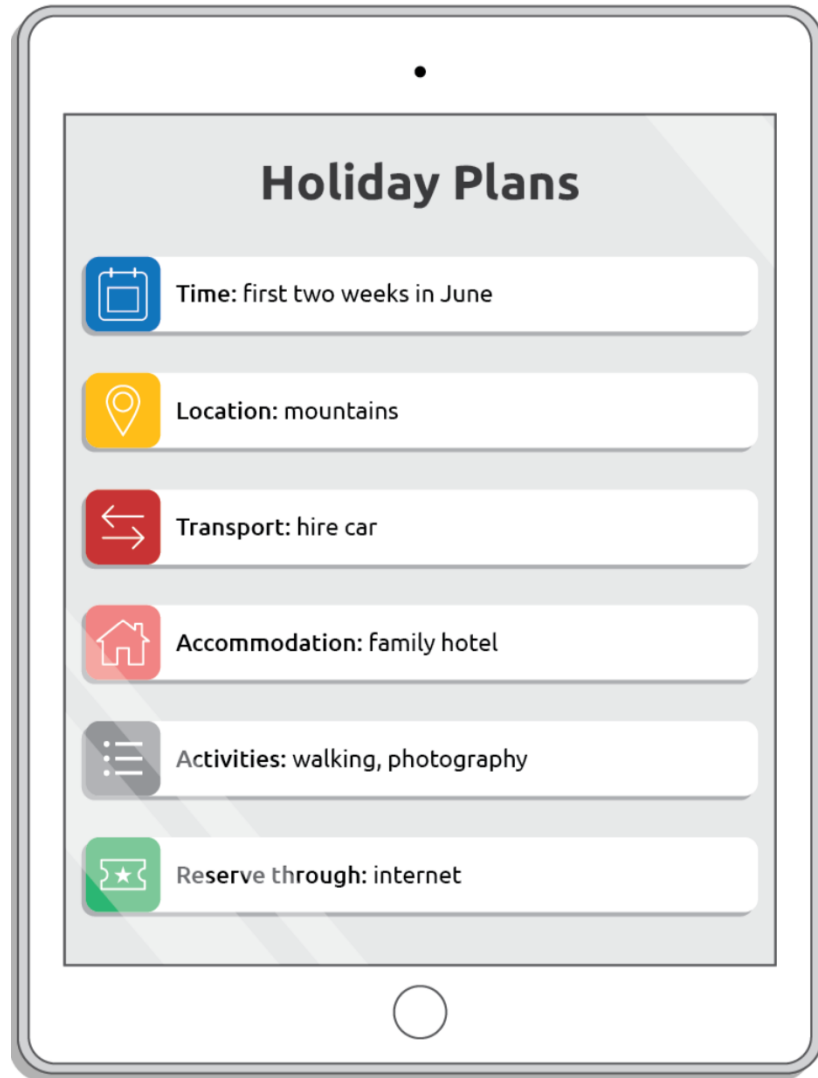 Holiday Plans
Time: first two weeks in June
Location: mountains
Transport: hire car
Accommodation: family hotel
Activities: walking, photography
Reserve through: internet